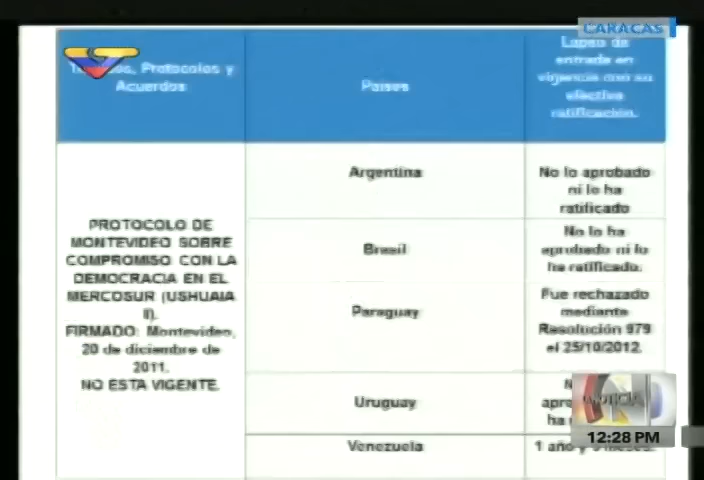 CARACAS
Protocolos y
Acuerdos
Países
Lapso de
entrada en
vigencia con su
efectiva
ratificación.
PROTOCOLO DE
MONTEVIDEO SOBRE
COMPROMISO CON LA
DEMOCRACIA EN EL
MERCOSUR (USHUAIA
II).
FIRMADO: Montevideo,
20 de diciembre de
2011.
NO ESTA VIGENTE.
Argentina
No lo aprobado
ni lo ha
ratificado
Brasil
No lo ha
aprobado ni lo
ha ratificado.
Paraguay
Fue rechazado
mediante
Resolución 979
el 25/10/2012.
Uruguay
ha
Venezuela
1 año y
NOTICIA
12:28 PM